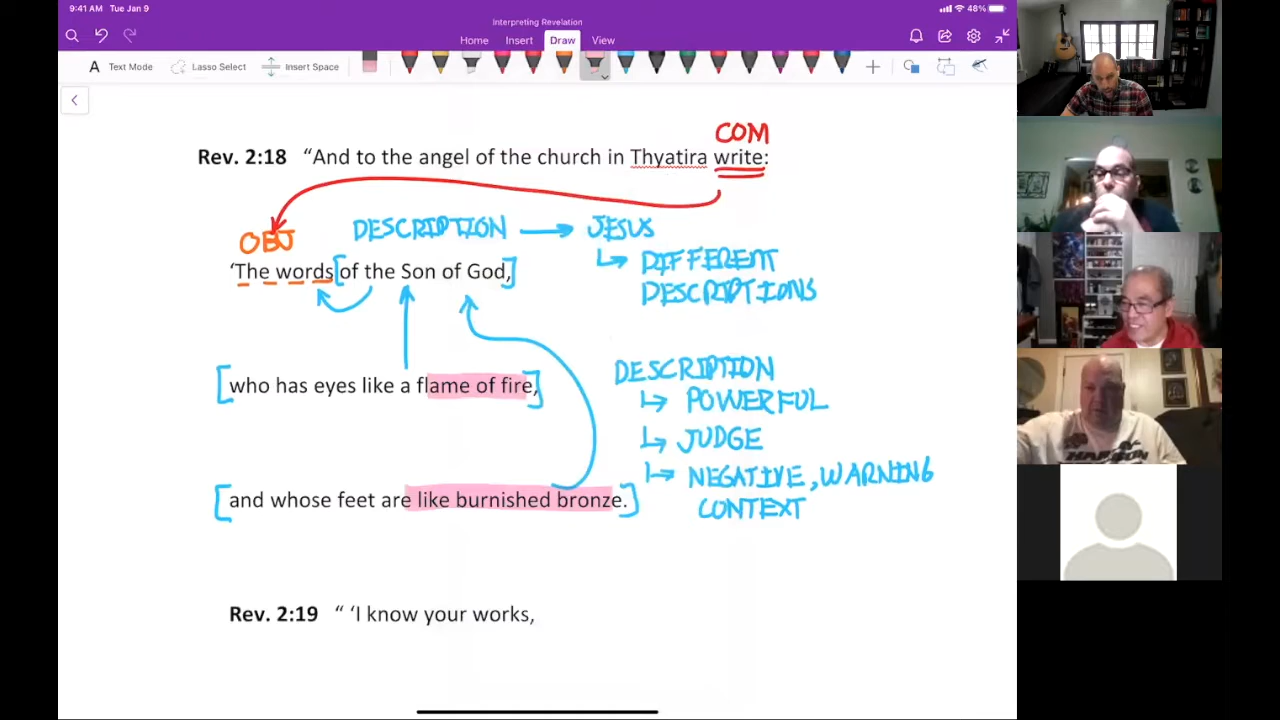 9:41 AM Tue Jan 9
48%
Interpreting Revelation
Home Insert Draw View
A Text Mode Lasso Select Insert Space
COM
Rev. 2:18 “And to the angel of the church in Thyatira write:
OBJ
DESCRIPTION → JESUS
‘The words [of the Son of God,]
↳ DIFFERENT
DESCRIPTIONS
[who has eyes like a flame of fire,]
DESCRIPTION
↳ POWERFUL
↳ JUDGE
↳ NEGATIVE, WARNING
CONTEXT
[and whose feet are like burnished bronze.]
Rev. 2:19 “ ‘I know your works,